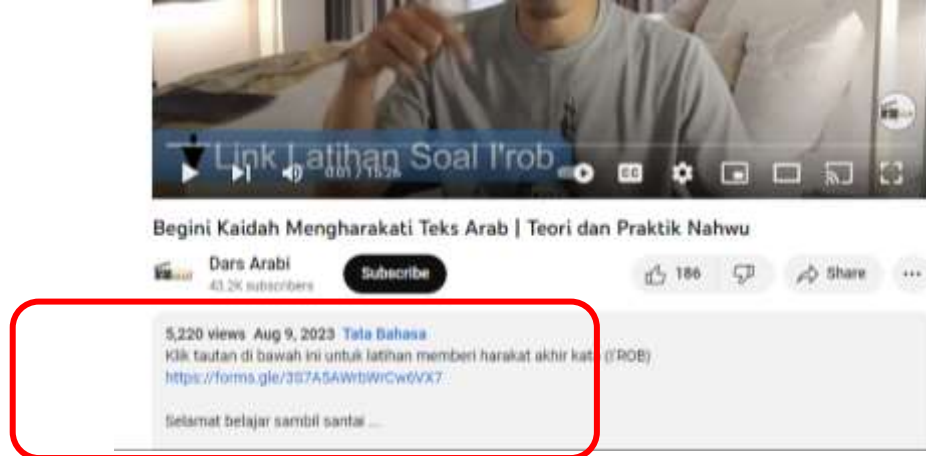 Link Latihan Soal I'rob
CC
Begini Kaidah Mengharakati Teks Arab | Teori dan Praktik Nahwu
Dars Arabi
43.2K subscribers
Subscribe
186
Share
5,220 views Aug 9, 2023 Tata Bahasa
Klik tautan di bawah ini untuk latihan memberi harakat akhir kata (I'ROB)
Selamat belajar sambil santai ...